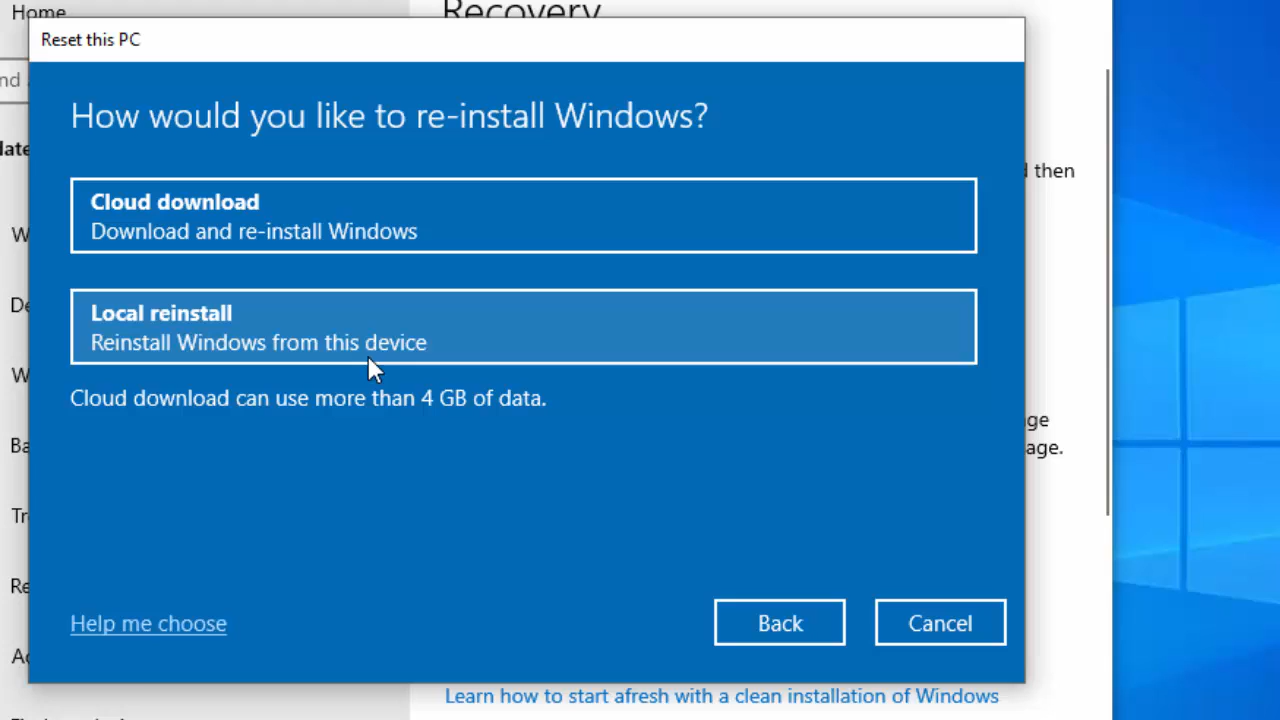 Home
Recovery
Reset this PC
How would you like to re-install Windows?
Cloud download
Download and re-install Windows
then
Local reinstall
Reinstall Windows from this device
Cloud download can use more than 4 GB of data.
age.
Help me choose
Back
Cancel
Learn how to start afresh with a clean installation of Windows